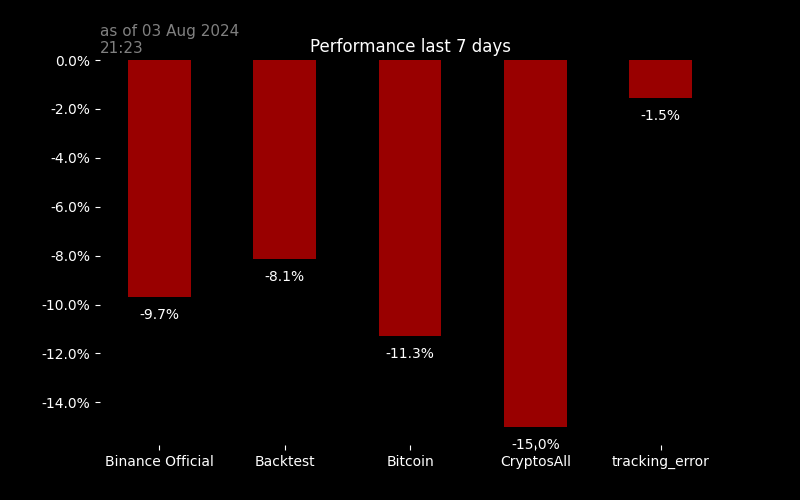 as of 03 Aug 2024
21:23
Performance last 7 days
0.0%
-2.0%
-4.0%
-6.0%
-8.0%
-10.0%
-12.0%
-14.0%
-9.7%
-8.1%
-11.3%
-15.0%
-1.5%
Binance Official
Backtest
Bitcoin
CryptosAll
tracking_error